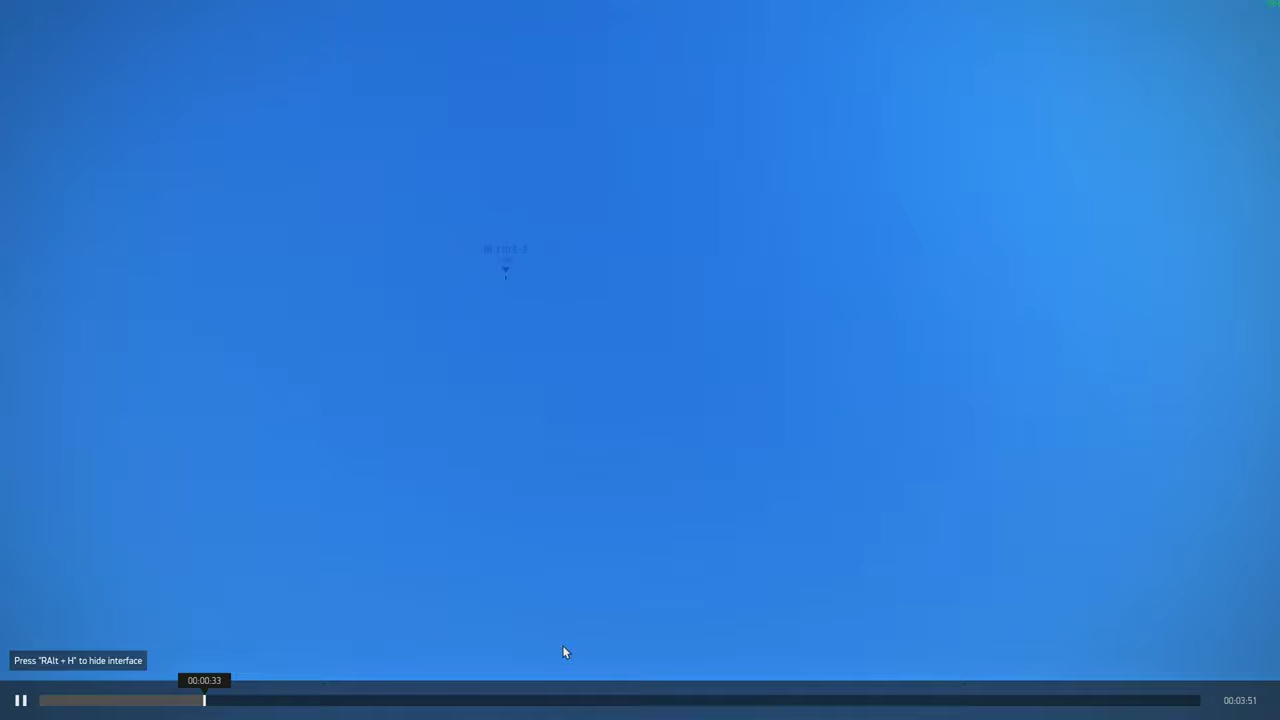 Press "RAlt + H" to hide interface
00:00:33
00:03:51